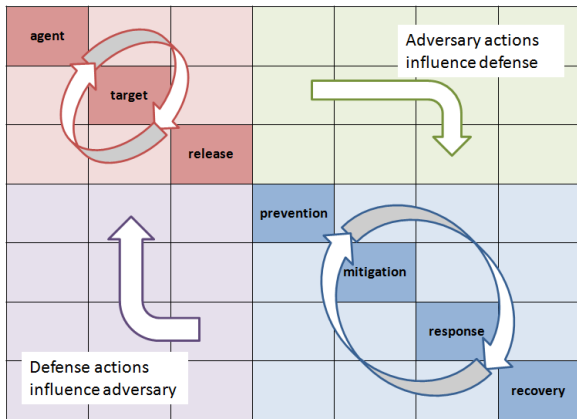 agent
Adversary actions
influence defense
target
release
prevention
mitigation
response
Defense actions
influence adversary
recovery